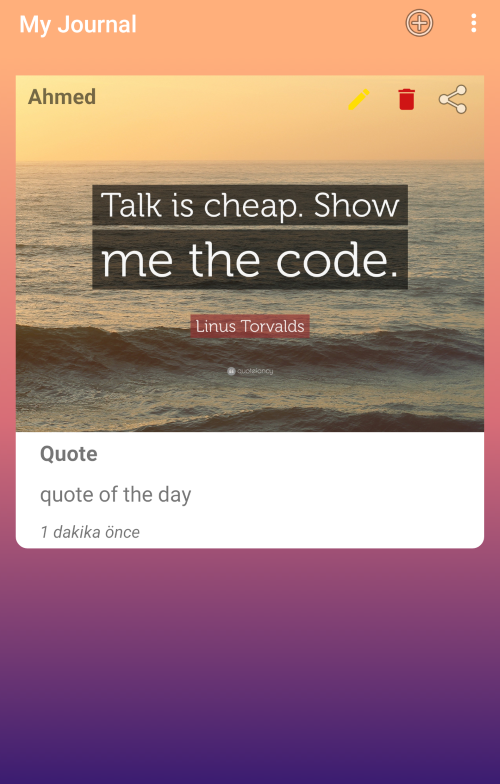 My Journal
Ahmed
Talk is cheap. Show
me the code.
Linus Torvalds
quotefancy
Quote
quote of the day
1 dakika önce